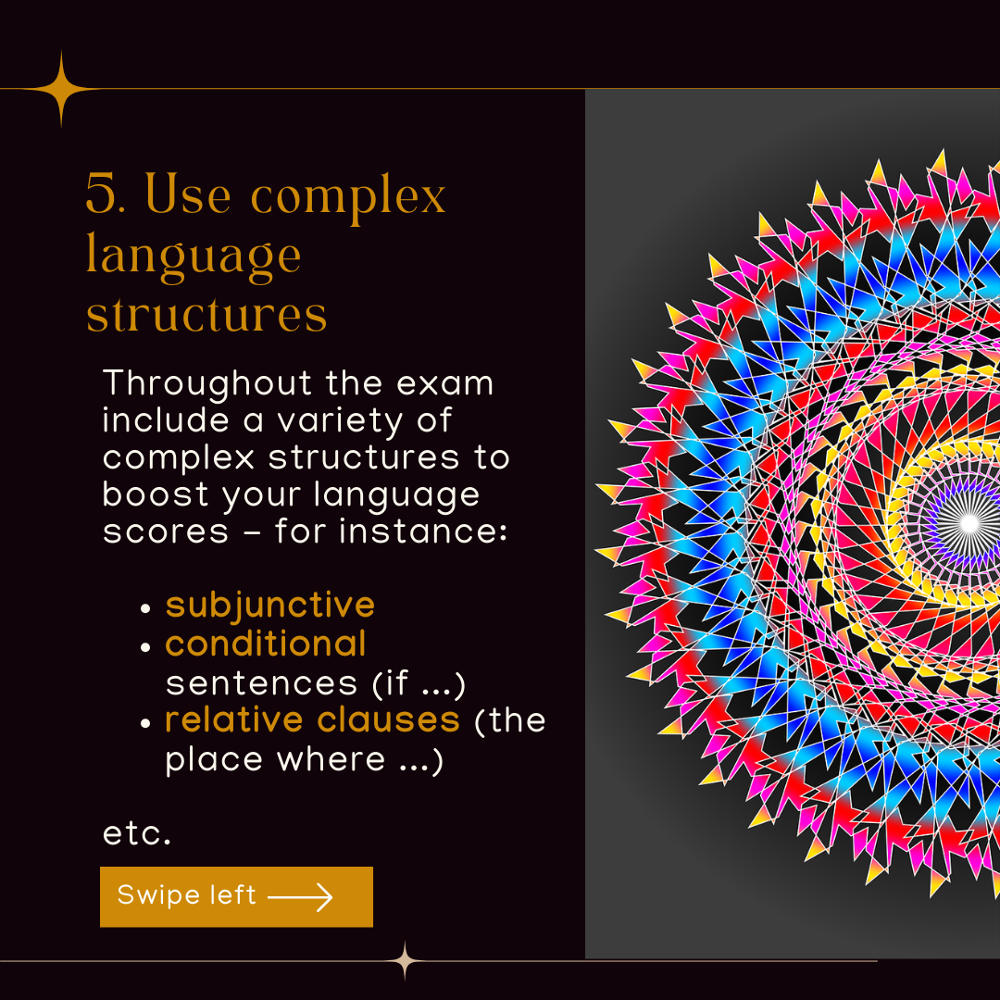 5. Use complex
language
structures
Throughout the exam
include a variety of
complex structures to
boost your language
scores – for instance:
• subjunctive
• conditional
sentences (if ...)
• relative clauses (the
place where ...)
etc.
Swipe left